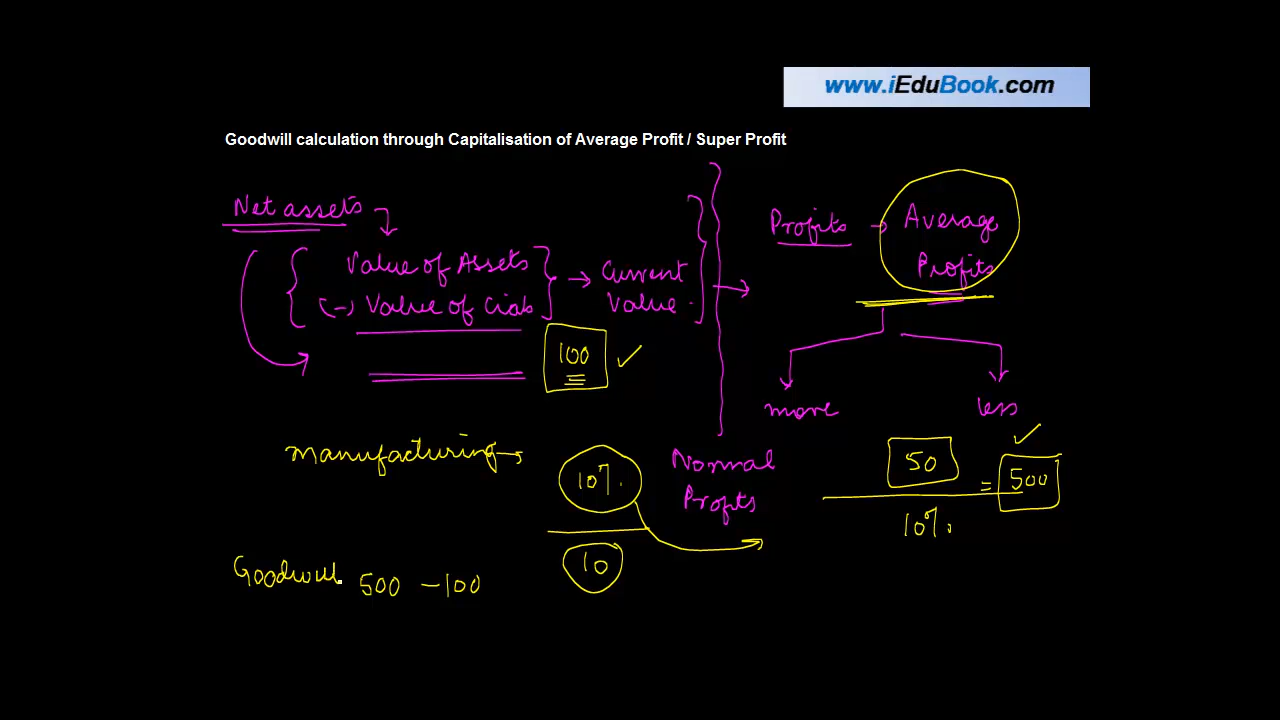 www.iEduBook.com
Goodwill calculation through Capitalisation of Average Profit / Super Profit
Net assets
Value of Assets
(-) Value of Liab
Current
Value
100
Profits → Average
Profits
more
less
manufacturing →
10%
10
Normal
Profits
50
10%
= 500
Goodwill 500 - 100